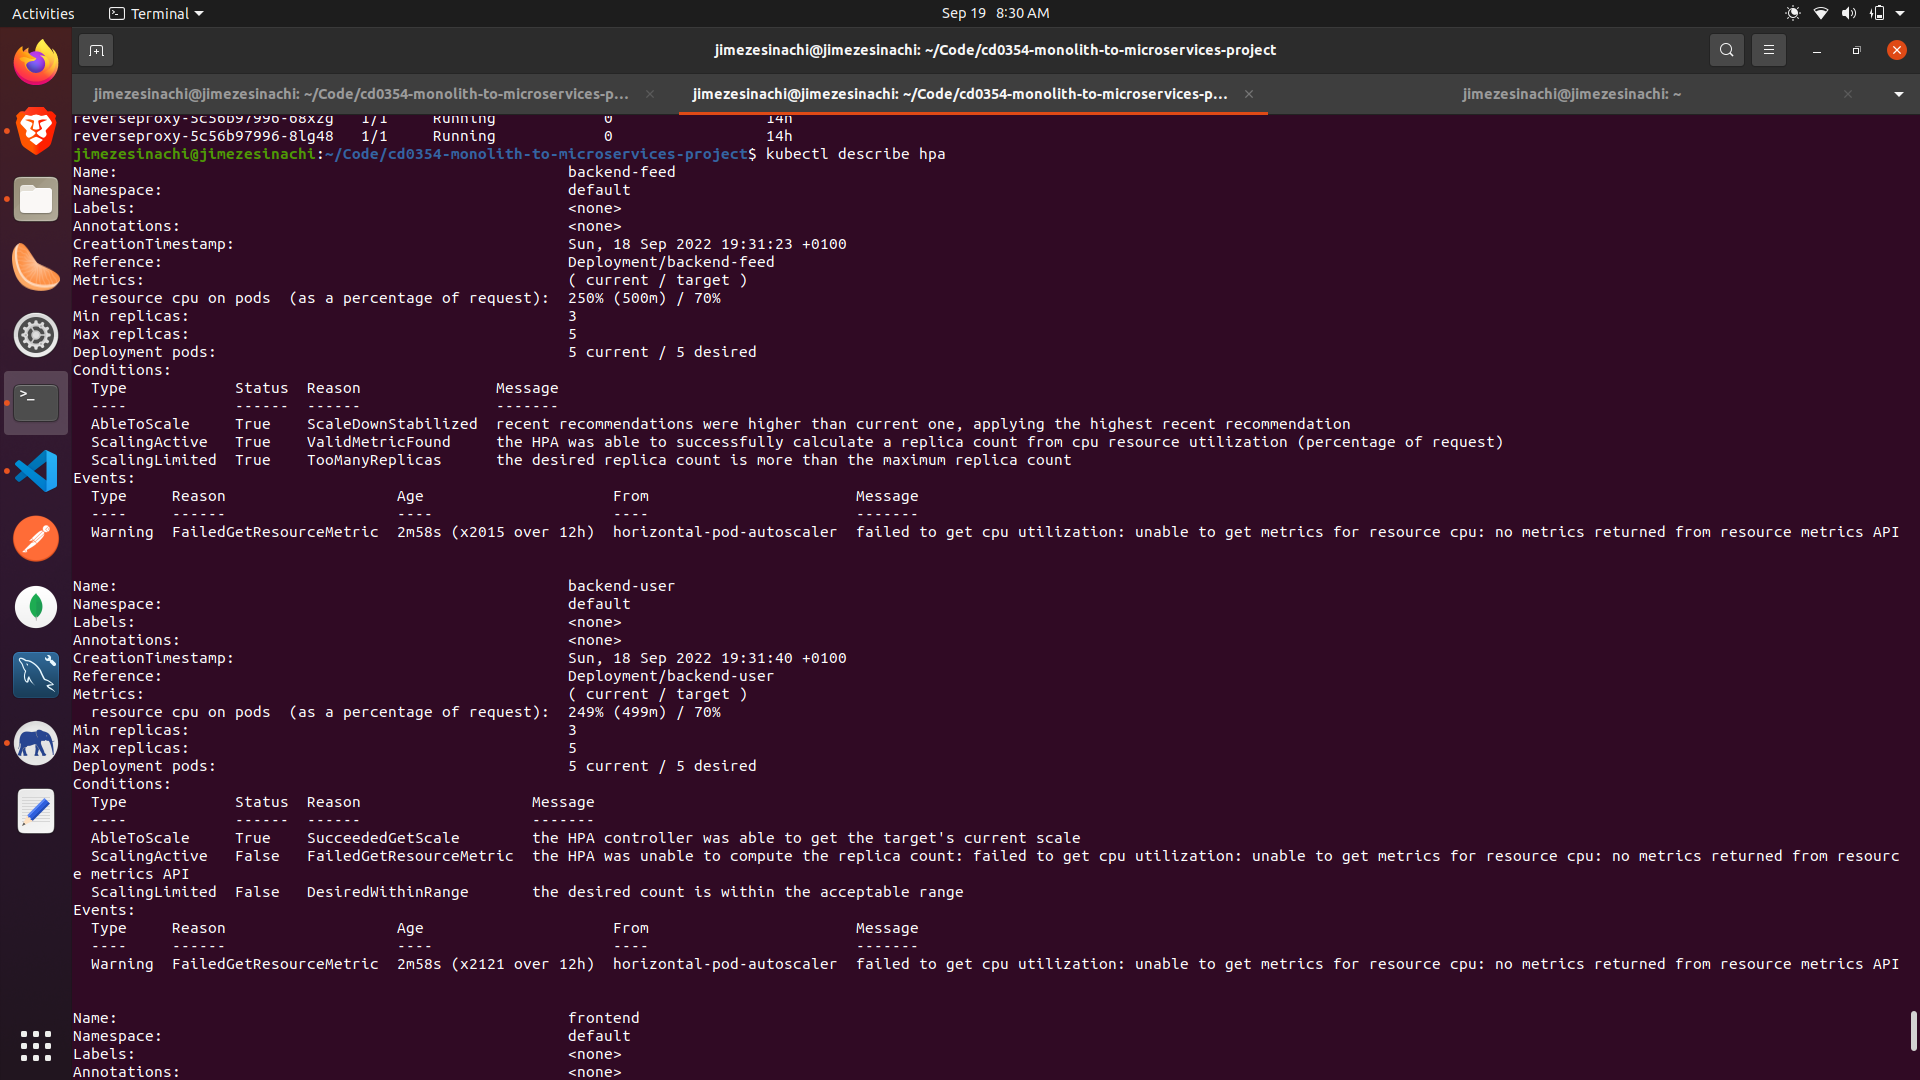 Activities
Terminal
Sep 19 8:30 AM
jimezesinachi@jimezesinachi: ~/Code/cd0354-monolith-to-microservices-project
jimezesinachi@jimezesinachi: ~/Code/cd0354-monolith-to-microservices-p...
jimezesinachi@jimezesinachi: ~/Code/cd0354-monolith-to-microservices-p...
jimezesinachi@jimezesinachi: ~
reverseproxy-5c56b97996-68xzg 1/1 Running 0 14h
reverseproxy-5c56b97996-8lg48 1/1 Running 0 14h
jimezesinachi@jimezesinachi:~/Code/cd0354-monolith-to-microservices-project$ kubectl describe hpa
Name: backend-feed
Namespace: default
Labels: <none>
Annotations: <none>
CreationTimestamp: Sun, 18 Sep 2022 19:31:23 +0100
Reference: Deployment/backend-feed
Metrics: ( current / target )
resource cpu on pods (as a percentage of request): 250% (500m) / 70%
Min replicas: 3
Max replicas: 5
Deployment pods: 5 current / 5 desired
Conditions:
Type Status Reason Message
---- ------ ------ -------
AbleToScale True ScaleDownStabilized recent recommendations were higher than current one, applying the highest recent recommendation
ScalingActive True ValidMetricFound the HPA was able to successfully calculate a replica count from cpu resource utilization (percentage of request)
ScalingLimited True TooManyReplicas the desired replica count is more than the maximum replica count
Events:
Type Reason Age From Message
---- ------ ---- ---- -------
Warning FailedGetResourceMetric 2m58s (x2015 over 12h) horizontal-pod-autoscaler failed to get cpu utilization: unable to get metrics for resource cpu: no metrics returned from resource metrics API
Name: backend-user
Namespace: default
Labels: <none>
Annotations: <none>
CreationTimestamp: Sun, 18 Sep 2022 19:31:40 +0100
Reference: Deployment/backend-user
Metrics: ( current / target )
resource cpu on pods (as a percentage of request): 249% (499m) / 70%
Min replicas: 3
Max replicas: 5
Deployment pods: 5 current / 5 desired
Conditions:
Type Status Reason Message
---- ------ ------ -------
AbleToScale True SucceededGetScale the HPA controller was able to get the target's current scale
ScalingActive False FailedGetResourceMetric the HPA was unable to compute the replica count: failed to get cpu utilization: unable to get metrics for resource cpu: no metrics returned from resourc
e metrics API
ScalingLimited False DesiredWithinRange the desired count is within the acceptable range
Events:
Type Reason Age From Message
---- ------ ---- ---- -------
Warning FailedGetResourceMetric 2m58s (x2121 over 12h) horizontal-pod-autoscaler failed to get cpu utilization: unable to get metrics for resource cpu: no metrics returned from resource metrics API
Name: frontend
Namespace: default
Labels: <none>
Annotations: <none>